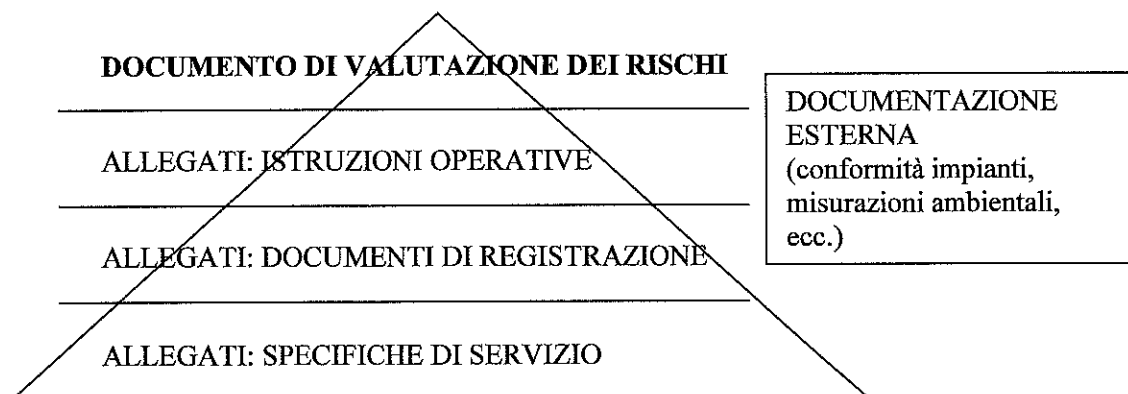 DOCUMENTO DI VALUTAZIONE DEI RISCHI
ALLEGATI: ISTRUZIONI OPERATIVE
ALLEGATI: DOCUMENTI DI REGISTRAZIONE
ALLEGATI: SPECIFICHE DI SERVIZIO
DOCUMENTAZIONE
ESTERNA
(conformità impianti,
misurazioni ambientali,
ecc.)